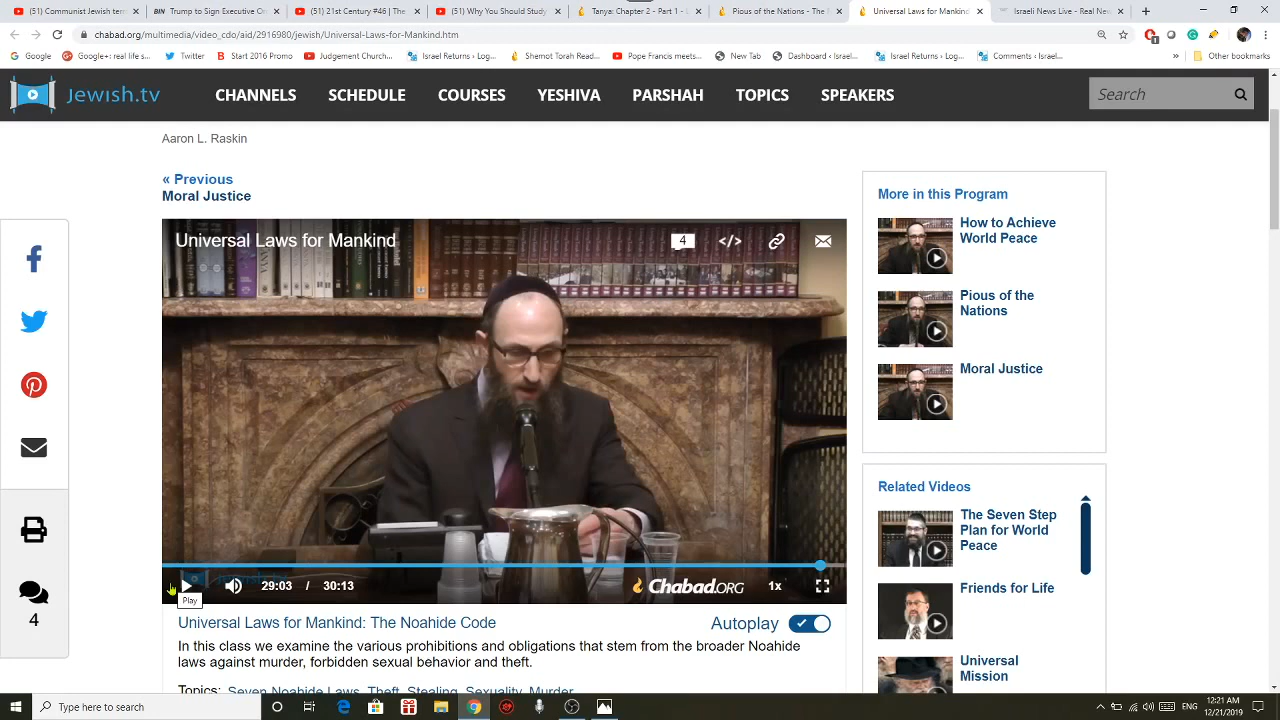 (51) Communist Jewish terro
BIN Trump to Sign Executive Ord
(51) 21st Century #46 | The H
(51) Why You Should Study "
Tanya: Chapter 2 - Part 1 - L
Pious of the Nations - The 7
Universal Laws for Mankind
Israel News Live - Real News
chabad.org/multimedia/video_cdo/aid/2916980/jewish/Universal-Laws-for-Mankind.htm
Google
Google+: real life s...
Twitter
Start 2016 Promo
Judgement Church...
Israel Returns - Log...
Shemot Torah - Ba...
Pope Francis meets...
New Tab
Dashboard ‹ Israel...
Israel Returns ‹ Log...
Comments ‹ Israel...
»
Other bookmarks
Jewish.tv
CHANNELS
SCHEDULE
COURSES
YESHIVA
PARSHAH
TOPICS
SPEAKERS
Search
Aaron L. Raskin
« Previous
Moral Justice
Universal Laws for Mankind
4
</>
29:03 / 30:13
Chabad.ORG
1x
Play
Universal Laws for Mankind: The Noahide Code
Autoplay
In this class we examine the various prohibitions and obligations that stem from the broader Noahide
laws against murder, forbidden sexual behavior and theft.
Topics: Seven Noahide Laws, Theft, Stealing, Sexuality, Murder
4
More in this Program
How to Achieve
World Peace
Pious of the
Nations
Moral Justice
Related Videos
The Seven Step
Plan for World
Peace
Friends for Life
Universal
Mission
Type here to search
ENG
12:21 AM
12/21/2019